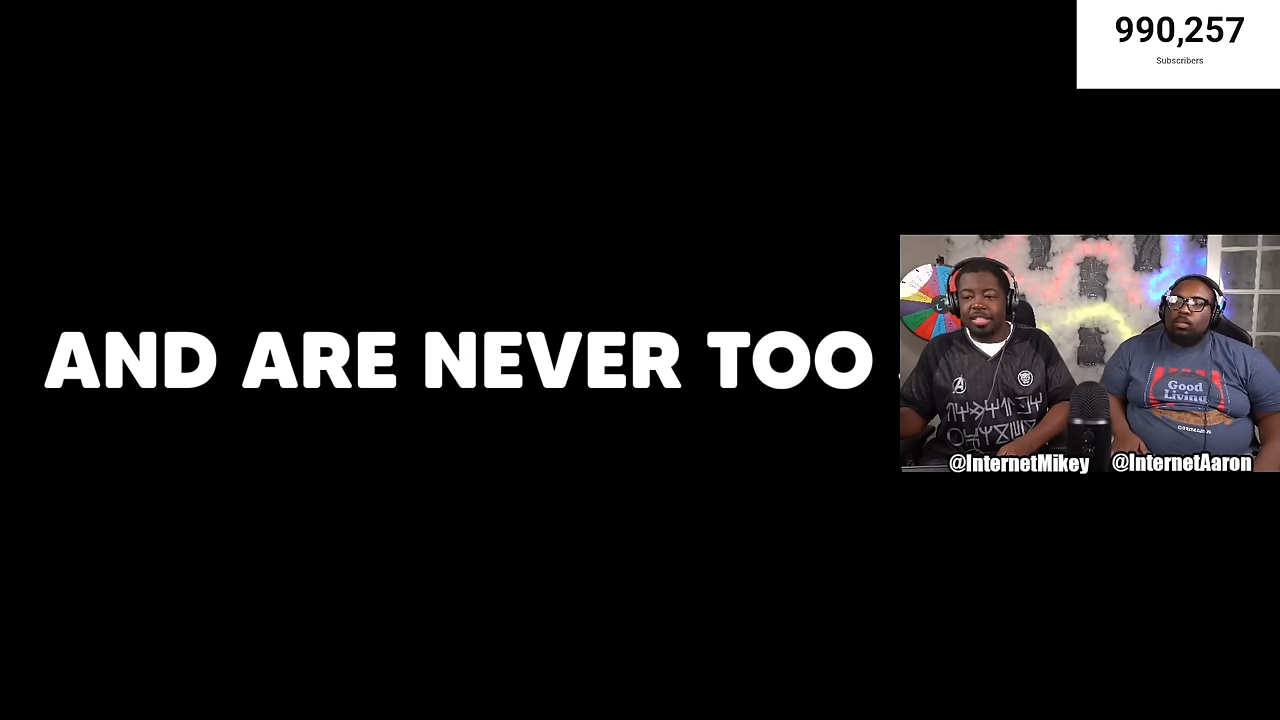 990,257
Subscribers
AND ARE NEVER TOO
Good
Living
@InternetMikey
@InternetAaron